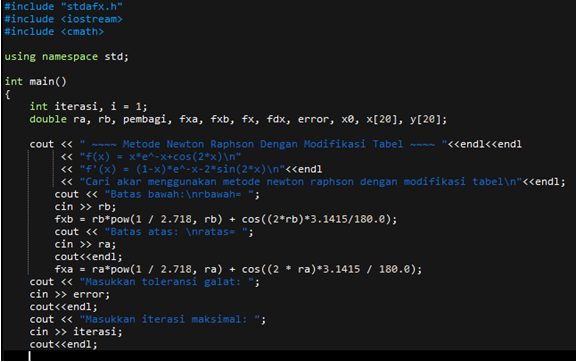 #include "stdafx.h"
#include <iostream>
#include <cmath>
using namespace std;
int main()
{
int iterasi, i = 1;
double ra, rb, pembagi, fxa, fxb, fx, fdx, error, x0, x[20], y[20];
cout << " ~~~~ Metode Newton Raphson Dengan Modifikasi Tabel ~~~~ "<<endl<<endl
<< "f(x) = x*e^-x+cos(2*x)\n"
<< "f'(x) = (1-x)*e^-x-2*sin(2*x)\n"<<endl
<< "Cari akar menggunakan metode newton raphson dengan modifikasi tabel\n"<<endl;
cout << "Batas bawah:\nrbawah= ";
cin >> rb;
fxb = rb*pow(1 / 2.718, rb) + cos((2*rb)*3.1415/180.0);
cout << "Batas atas: \nratas= ";
cin >> ra;
cout<<endl;
fxa = ra*pow(1 / 2.718, ra) + cos((2 * ra)*3.1415 / 180.0);
cout << "Masukkan toleransi galat: ";
cin >> error;
cout<<endl;
cout << "Masukkan iterasi maksimal: ";
cin >> iterasi;
cout<<endl;